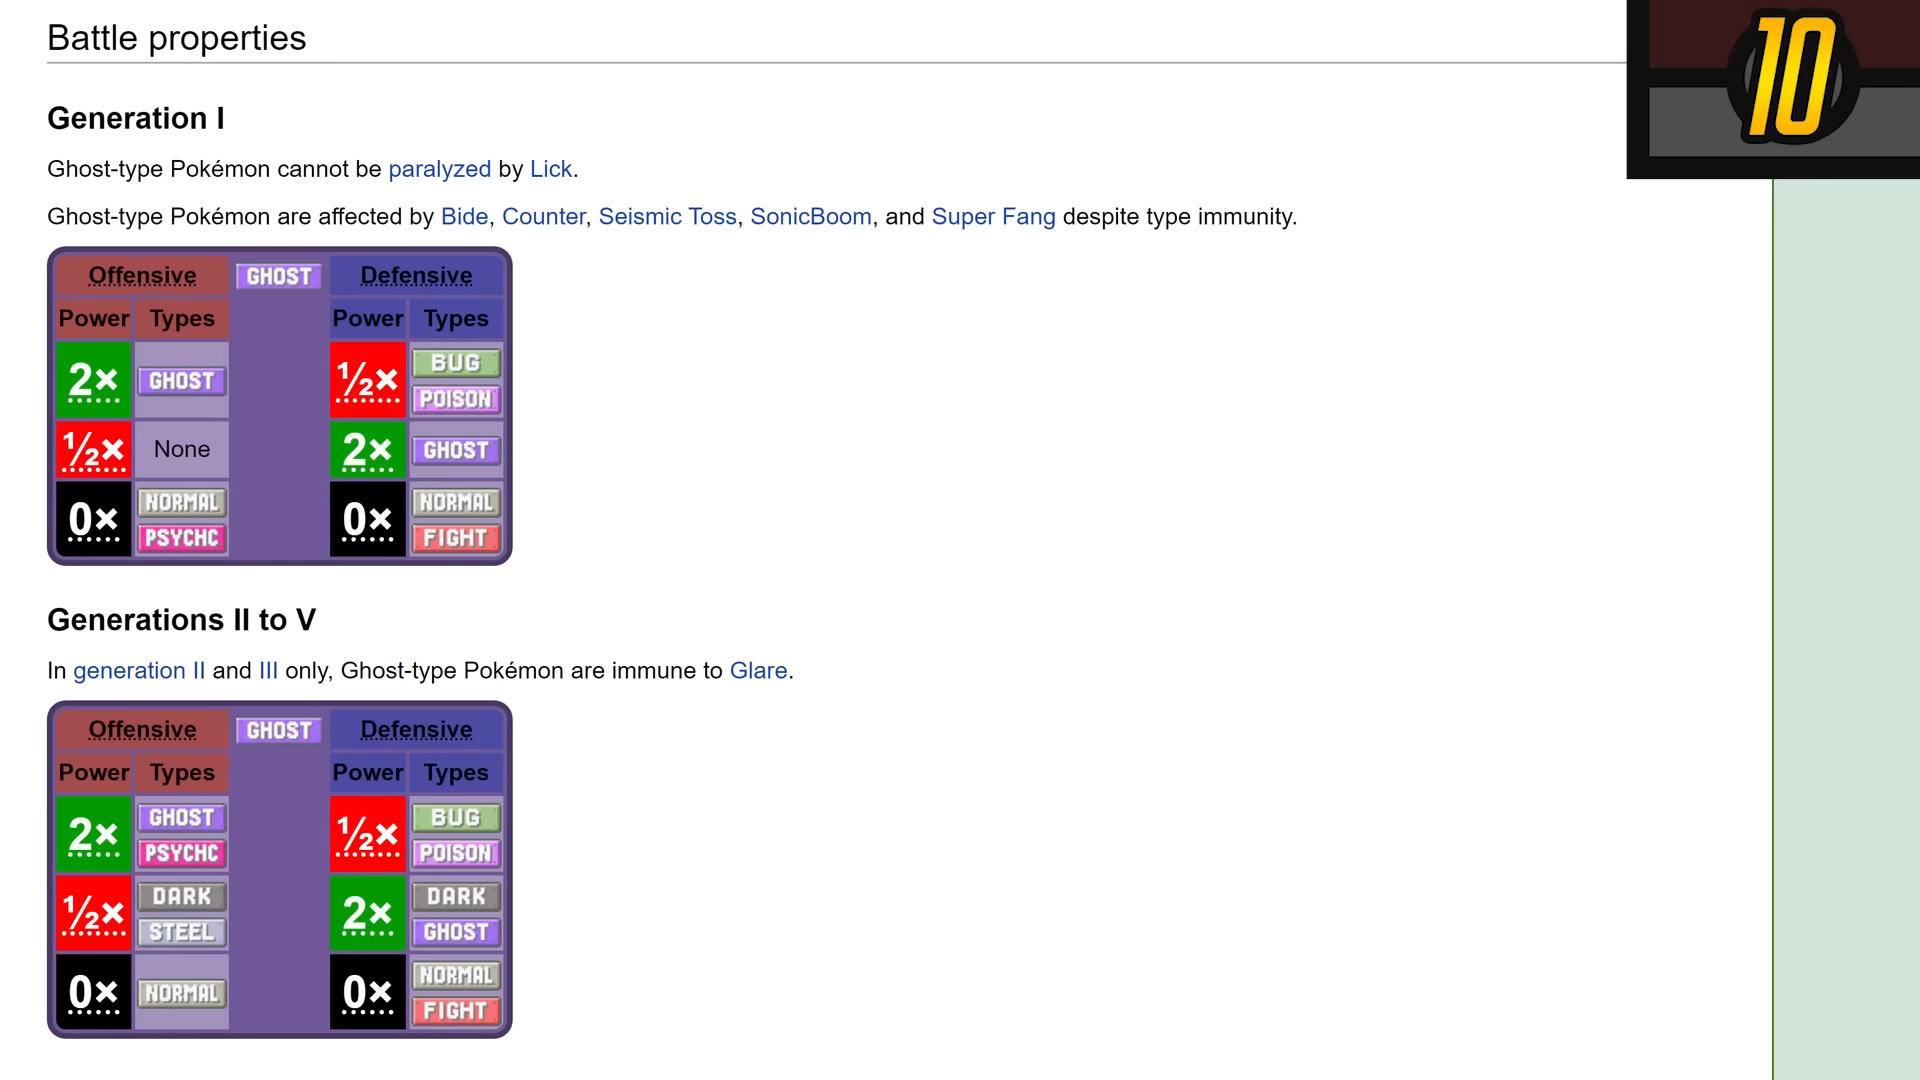 Battle properties
10
Generation I
Ghost-type Pokémon cannot be paralyzed by Lick.
Ghost-type Pokémon are affected by Bide, Counter, Seismic Toss, SonicBoom, and Super Fang despite type immunity.
Offensive GHOST Defensive
Power Types Power Types
2× GHOST ½× BUG POISON
½× None 2× GHOST
0× NORMAL PSYCHC 0× NORMAL FIGHT
Generations II to V
In generation II and III only, Ghost-type Pokémon are immune to Glare.
Offensive GHOST Defensive
Power Types Power Types
2× GHOST PSYCHC ½× BUG POISON
½× DARK STEEL 2× DARK GHOST
0× NORMAL 0× NORMAL FIGHT